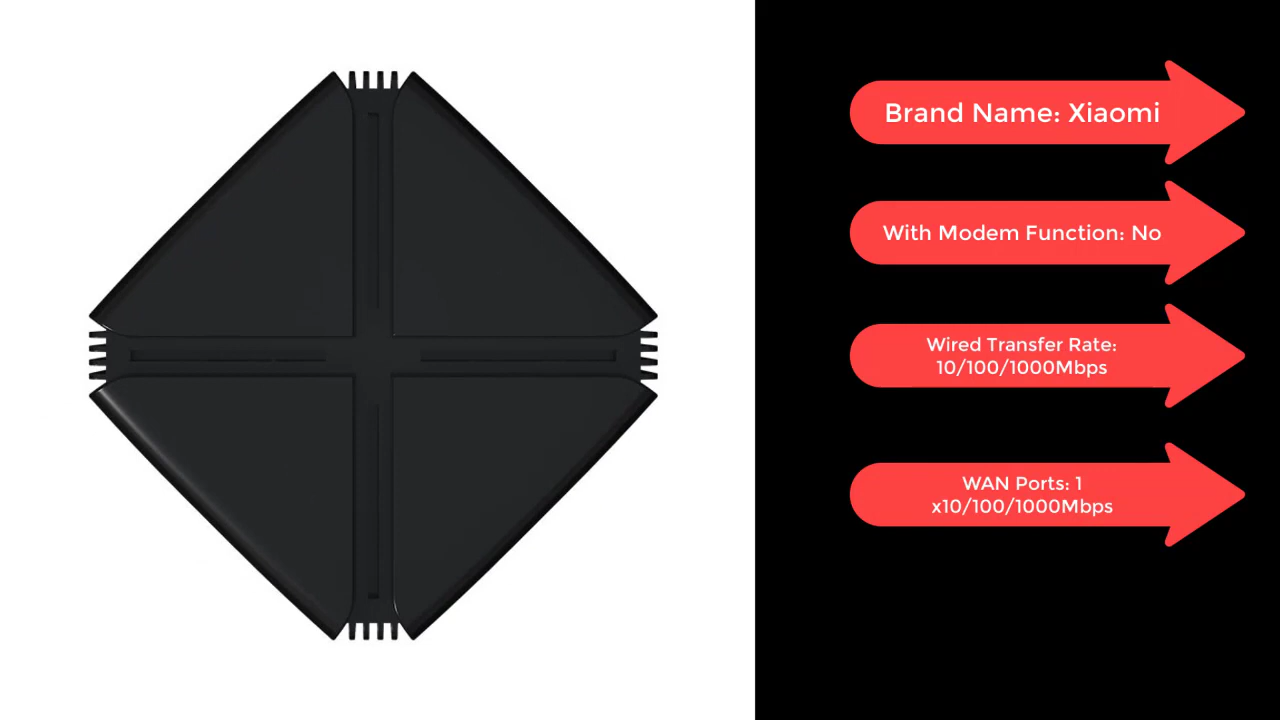 Brand Name: Xiaomi
With Modem Function: No
Wired Transfer Rate:
10/100/1000Mbps
WAN Ports: 1
x10/100/1000Mbps